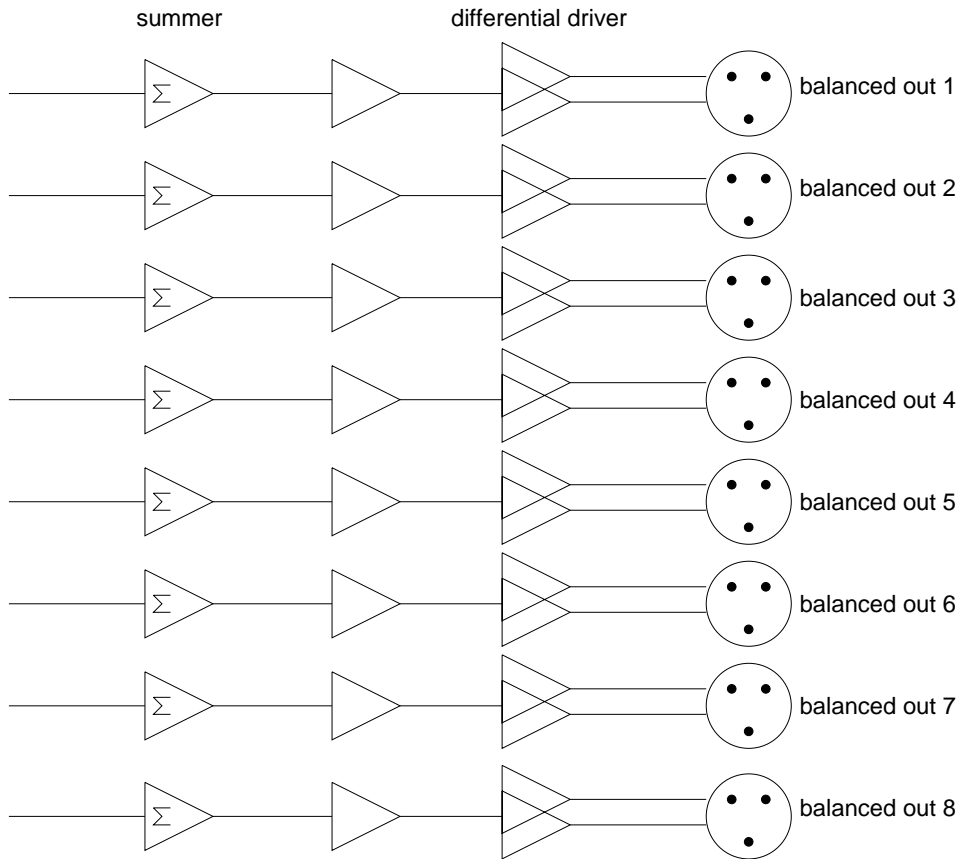 summer differential driver
Σ balanced out 1
Σ balanced out 2
Σ balanced out 3
Σ balanced out 4
Σ balanced out 5
Σ balanced out 6
Σ balanced out 7
Σ balanced out 8